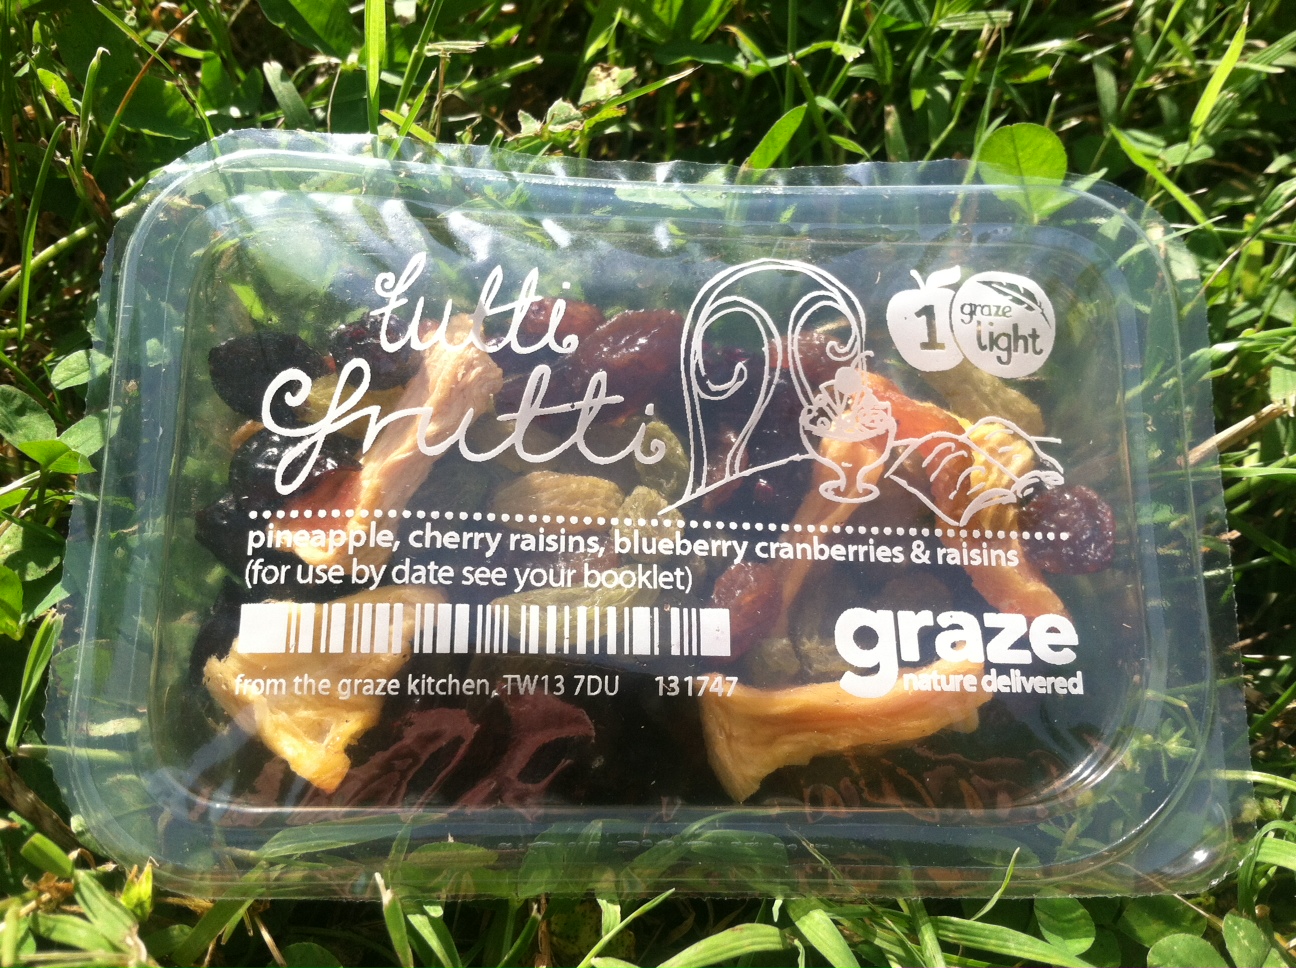 tutti
frutti
1
graze
light
pineapple, cherry raisins, blueberry cranberries & raisins
(for use by date see your booklet)
from the graze kitchen, TW13 7DU 131747
graze
nature delivered